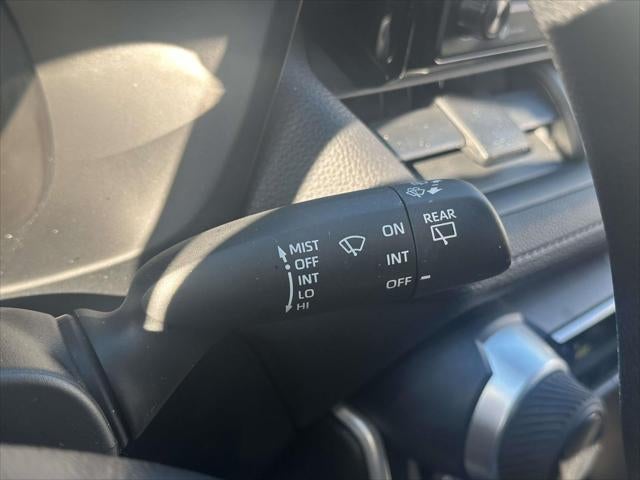 MIST
OFF
INT
LO
HI
ON
INT
OFF
REAR